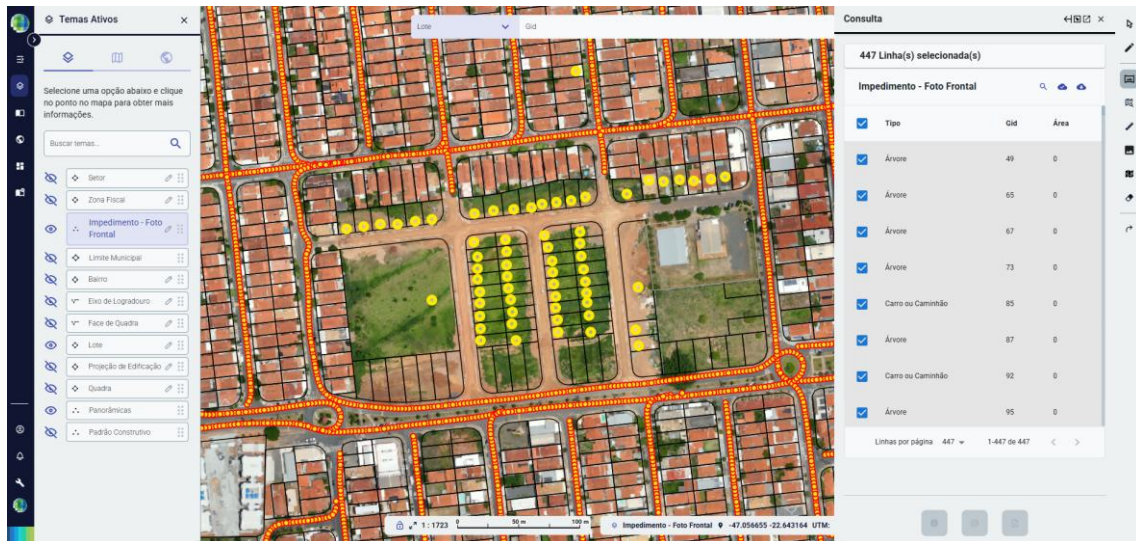 Temas Ativos
Selecione uma opção abaixo e clique
no ponto no mapa para obter mais
informações.
Buscar temas...
Setor
Zona Fiscal
Impedimento - Foto
Frontal
Limite Municipal
Bairro
Eixo de Logradouro
Face de Quadra
Lote
Projeção de Edificação
Quadra
Panorâmicas
Padrão Construtivo
Lote
Gid
1 : 1723
0 50 m 100 m
Impedimento - Foto Frontal -47.056655 -22.643164 UTM:
Consulta
447 Linha(s) selecionada(s)
Impedimento - Foto Frontal
Tipo Gid Área
Árvore 49 0
Árvore 65 0
Árvore 67 0
Árvore 73 0
Carro ou Caminhão 85 0
Árvore 87 0
Carro ou Caminhão 92 0
Árvore 95 0
Linhas por página 447 1-447 de 447